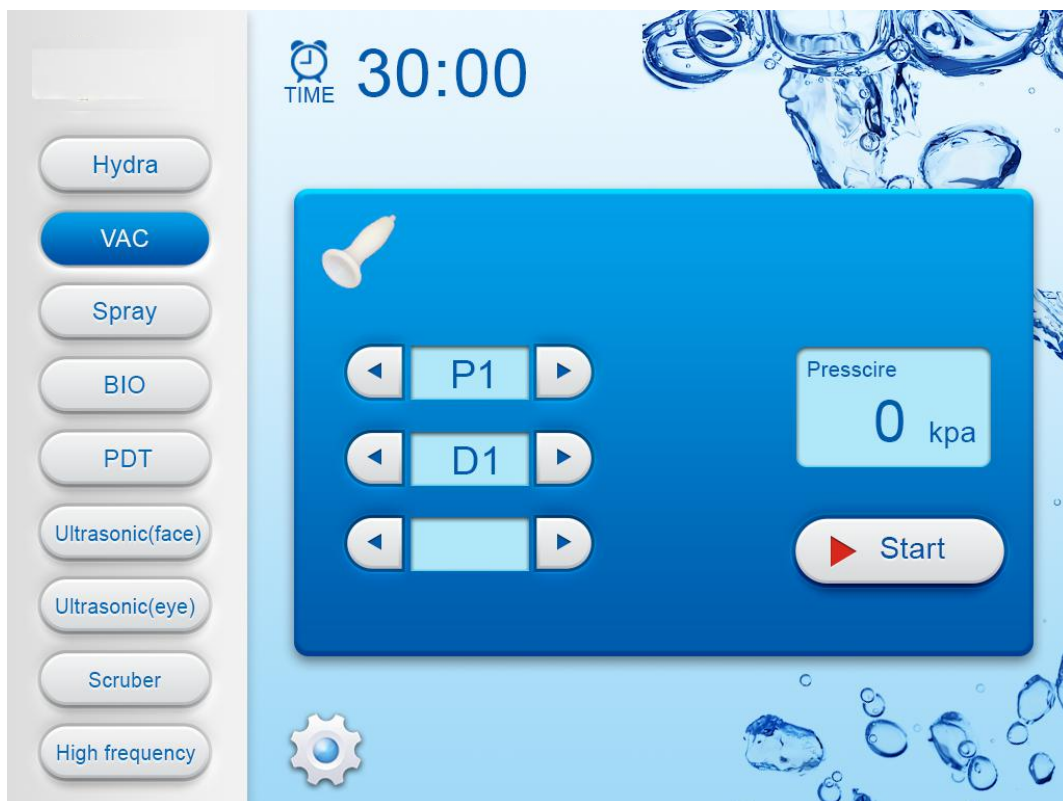 TIME 30:00
Hydra
VAC
Spray
BIO
PDT
Ultrasonic(face)
Ultrasonic(eye)
Scruber
High frequency
P1
D1
Presscire
0 kpa
Start